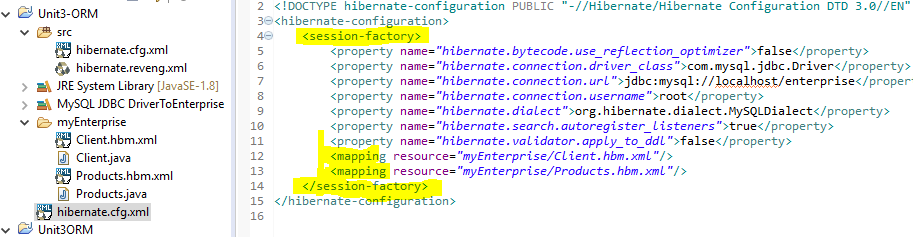 Unit3-ORM
src
hibernate.cfg.xml
hibernate.reveng.xml
JRE System Library [JavaSE-1.8]
MySQL JDBC DriverToEnterprise
myEnterprise
Client.hbm.xml
Client.java
Products.hbm.xml
Products.java
hibernate.cfg.xml
Unit3ORM
2 <!DOCTYPE hibernate-configuration PUBLIC "-//Hibernate/Hibernate Configuration DTD 3.0//EN"
3 <hibernate-configuration>
4 <session-factory>
5 <property name="hibernate.bytecode.use_reflection_optimizer">false</property>
6 <property name="hibernate.connection.driver_class">com.mysql.jdbc.Driver</property>
7 <property name="hibernate.connection.url">jdbc:mysql://localhost/enterprise</property
8 <property name="hibernate.connection.username">root</property>
9 <property name="hibernate.dialect">org.hibernate.dialect.MySQLDialect</property>
10 <property name="hibernate.search.autoregister_listeners">true</property>
11 <property name="hibernate.validator.apply_to_ddl">false</property>
12 <mapping resource="myEnterprise/Client.hbm.xml"/>
13 <mapping resource="myEnterprise/Products.hbm.xml"/>
14 </session-factory>
15 </hibernate-configuration>
16